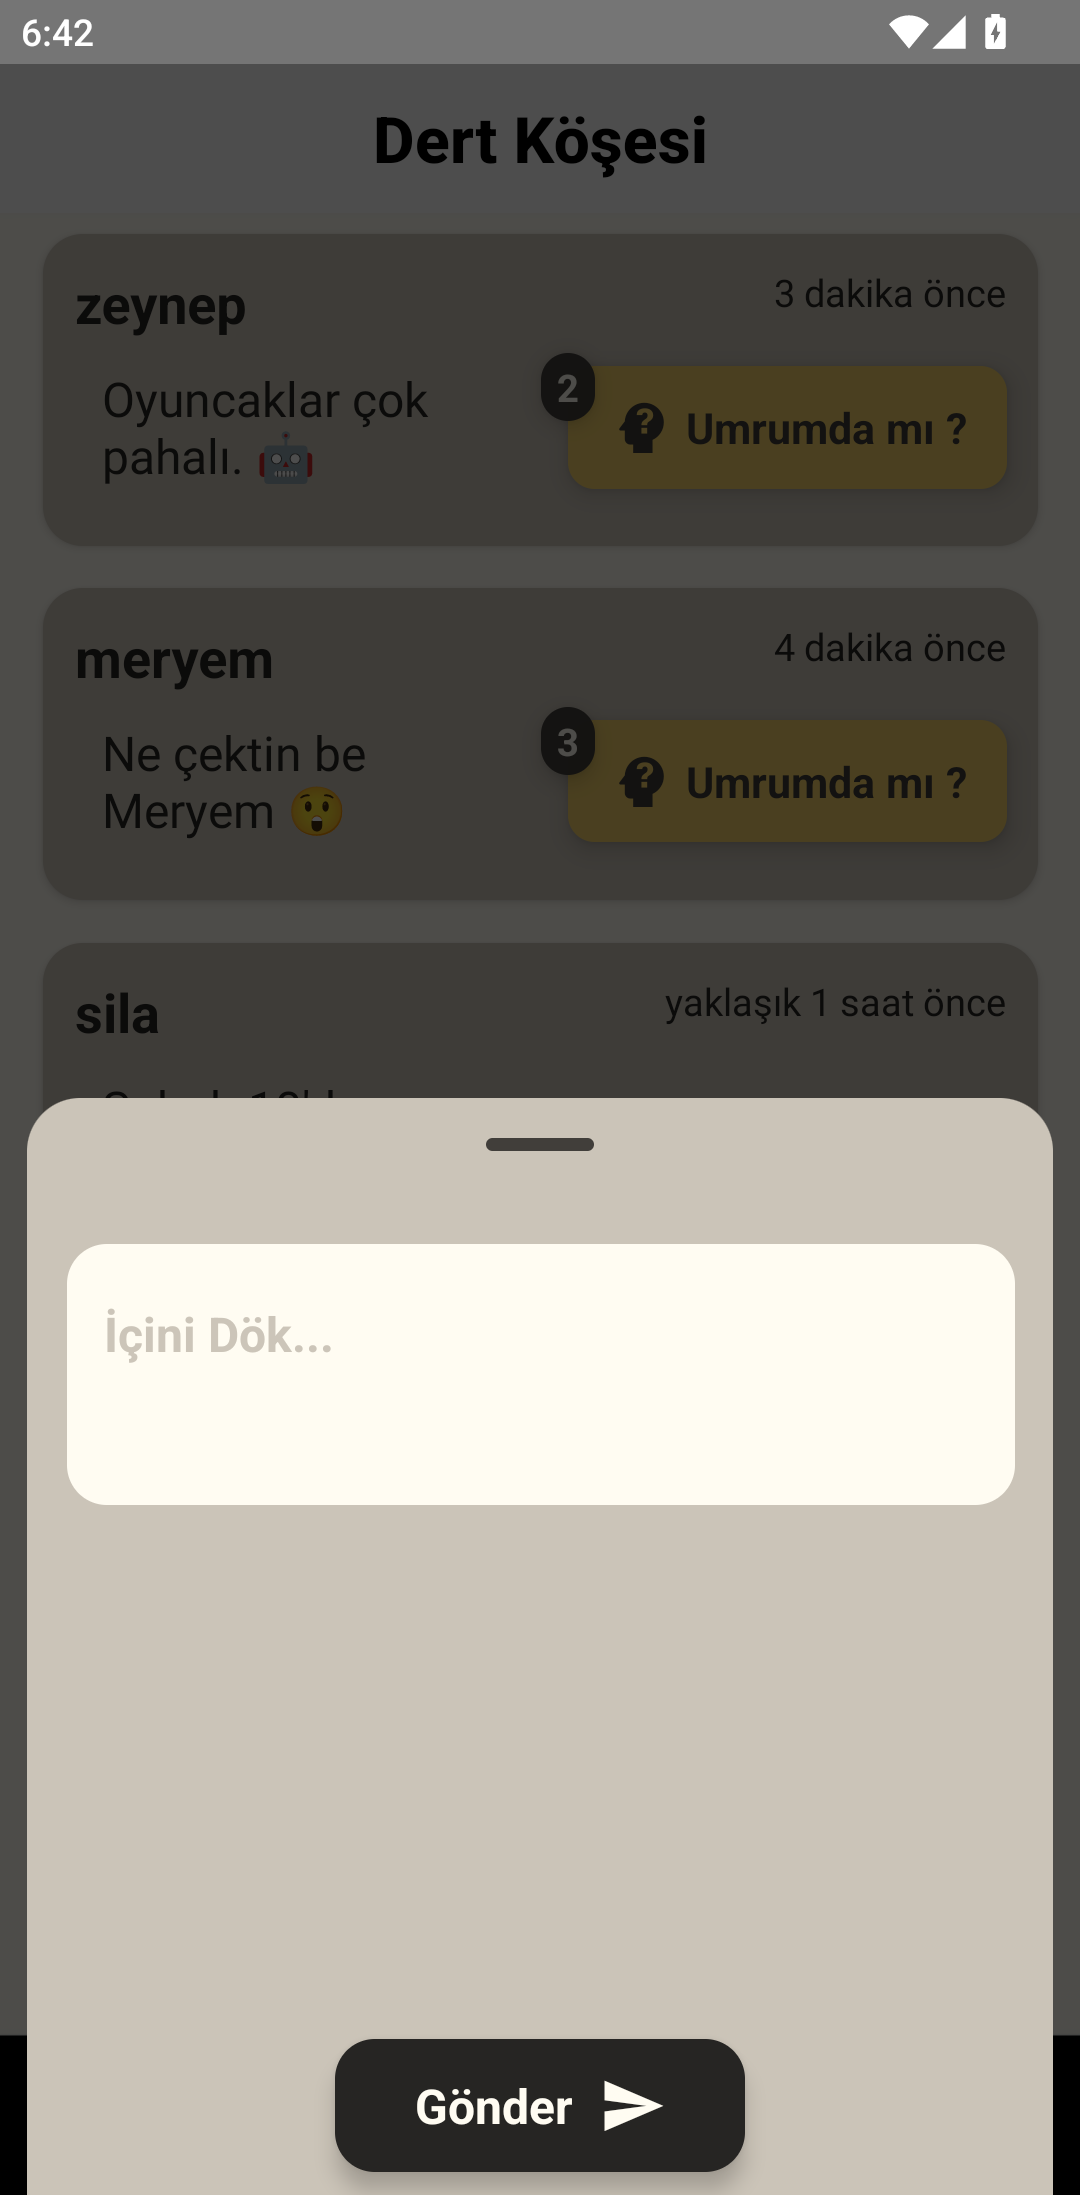 6:42
Dert Köşesi
zeynep
3 dakika önce
Oyuncaklar çok
pahalı. 🤖
2
Umrumda mı ?
meryem
4 dakika önce
Ne çektin be
Meryem 😲
3
Umrumda mı ?
sila
yaklaşık 1 saat önce
İçini Dök...
Gönder